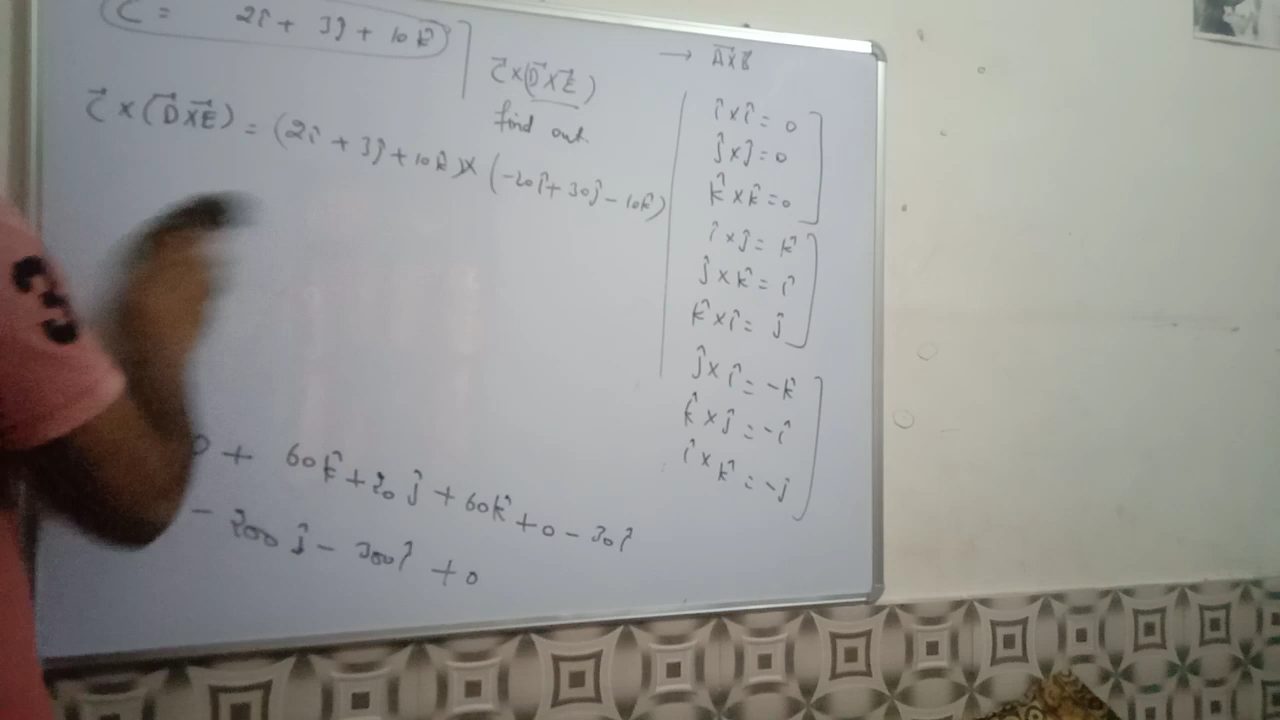 C = 2î + 3ĵ + 10k̂
C⃗ × (D⃗ × E⃗)
find out
C⃗ × (D⃗ × E⃗) = (2î + 3ĵ + 10k̂) × (-20î + 30ĵ - 10k̂)
0 + 60k̂ + 20ĵ + 60k̂ + 0 - 30î
- 200ĵ - 300î + 0
→ A⃗ × B⃗
î × î = 0
ĵ × ĵ = 0
k̂ × k̂ = 0
î × ĵ = k̂
ĵ × k̂ = î
k̂ × î = ĵ
ĵ × î = -k̂
k̂ × ĵ = -î
î × k̂ = -ĵ